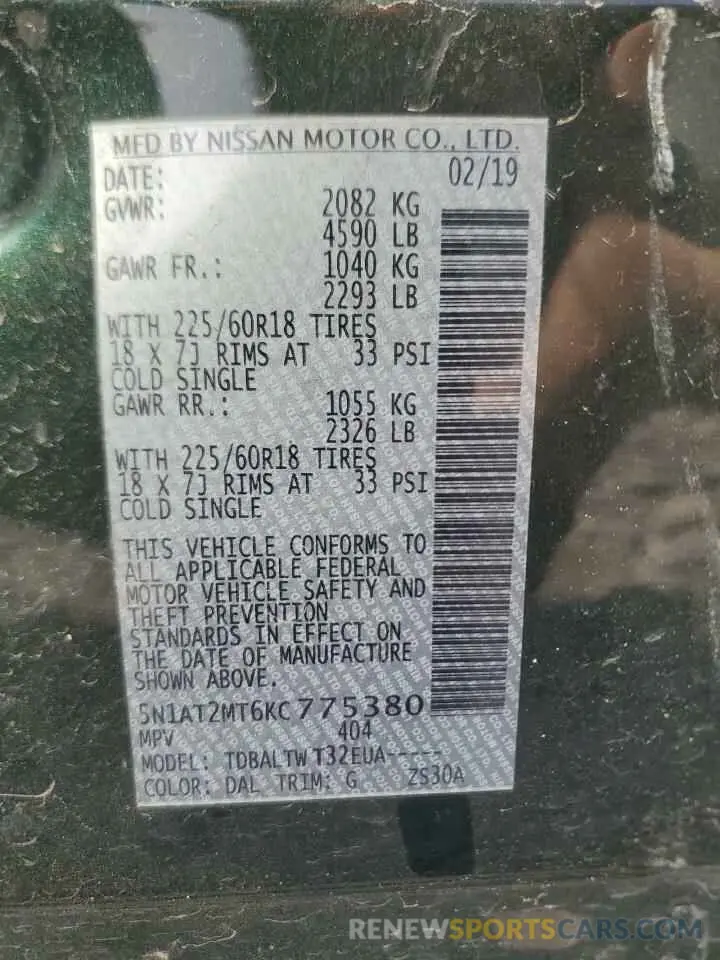 MFD BY NISSAN MOTOR CO., LTD.
DATE: 02/19
GVWR: 2082 KG
4590 LB
GAWR FR.: 1040 KG
2293 LB
WITH 225/60R18 TIRES
18 X 7J RIMS AT 33 PSI
COLD SINGLE
GAWR RR.: 1055 KG
2326 LB
WITH 225/60R18 TIRES
18 X 7J RIMS AT 33 PSI
COLD SINGLE
THIS VEHICLE CONFORMS TO
ALL APPLICABLE FEDERAL
MOTOR VEHICLE SAFETY AND
THEFT PREVENTION
STANDARDS IN EFFECT ON
THE DATE OF MANUFACTURE
SHOWN ABOVE.
5N1AT2MT6KC775380
MPV 404
MODEL: TDBALTW T32EUA-----
COLOR: DAL TRIM: G ZS30A
RENEWSPORTSCARS.COM